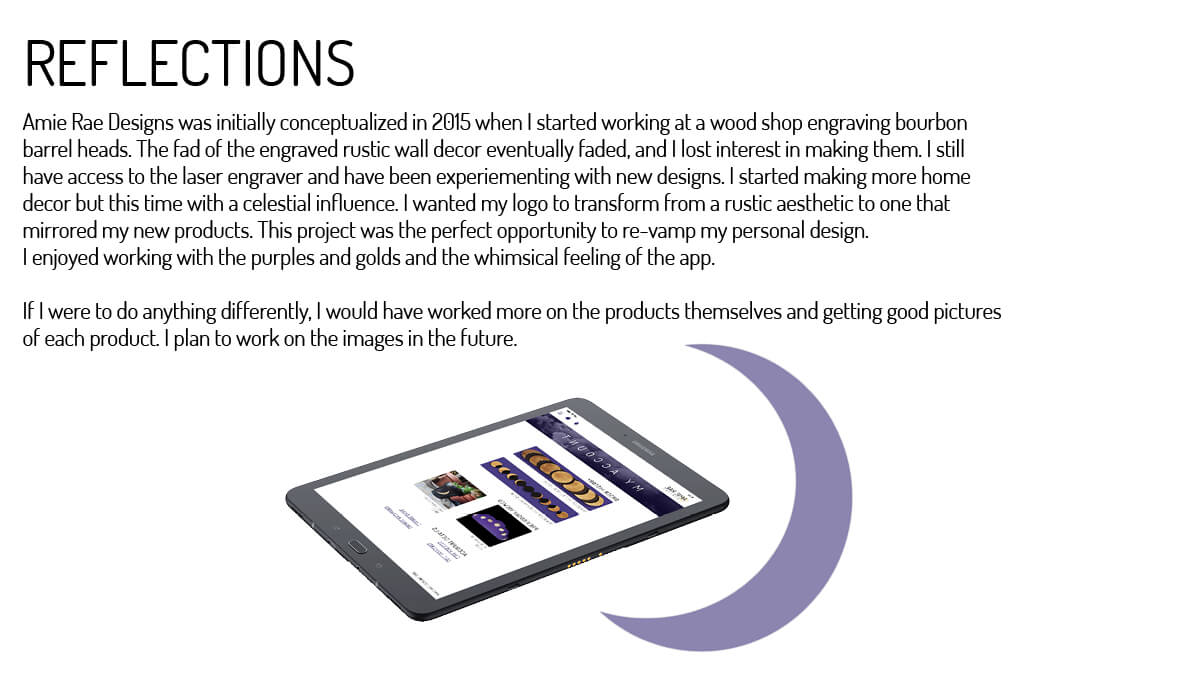 REFLECTIONS
Amie Rae Designs was initially conceptualized in 2015 when I started working at a wood shop engraving bourbon
barrel heads. The fad of the engraved rustic wall decor eventually faded, and I lost interest in making them. I still
have access to the laser engraver and have been experiementing with new designs. I started making more home
decor but this time with a celestial influence. I wanted my logo to transform from a rustic aesthetic to one that
mirrored my new products. This project was the perfect opportunity to re-vamp my personal design.
I enjoyed working with the purples and golds and the whimsical feeling of the app.
If I were to do anything differently, I would have worked more on the products themselves and getting good pictures
of each product. I plan to work on the images in the future.
SAMSUNG
MY ACCOUNT